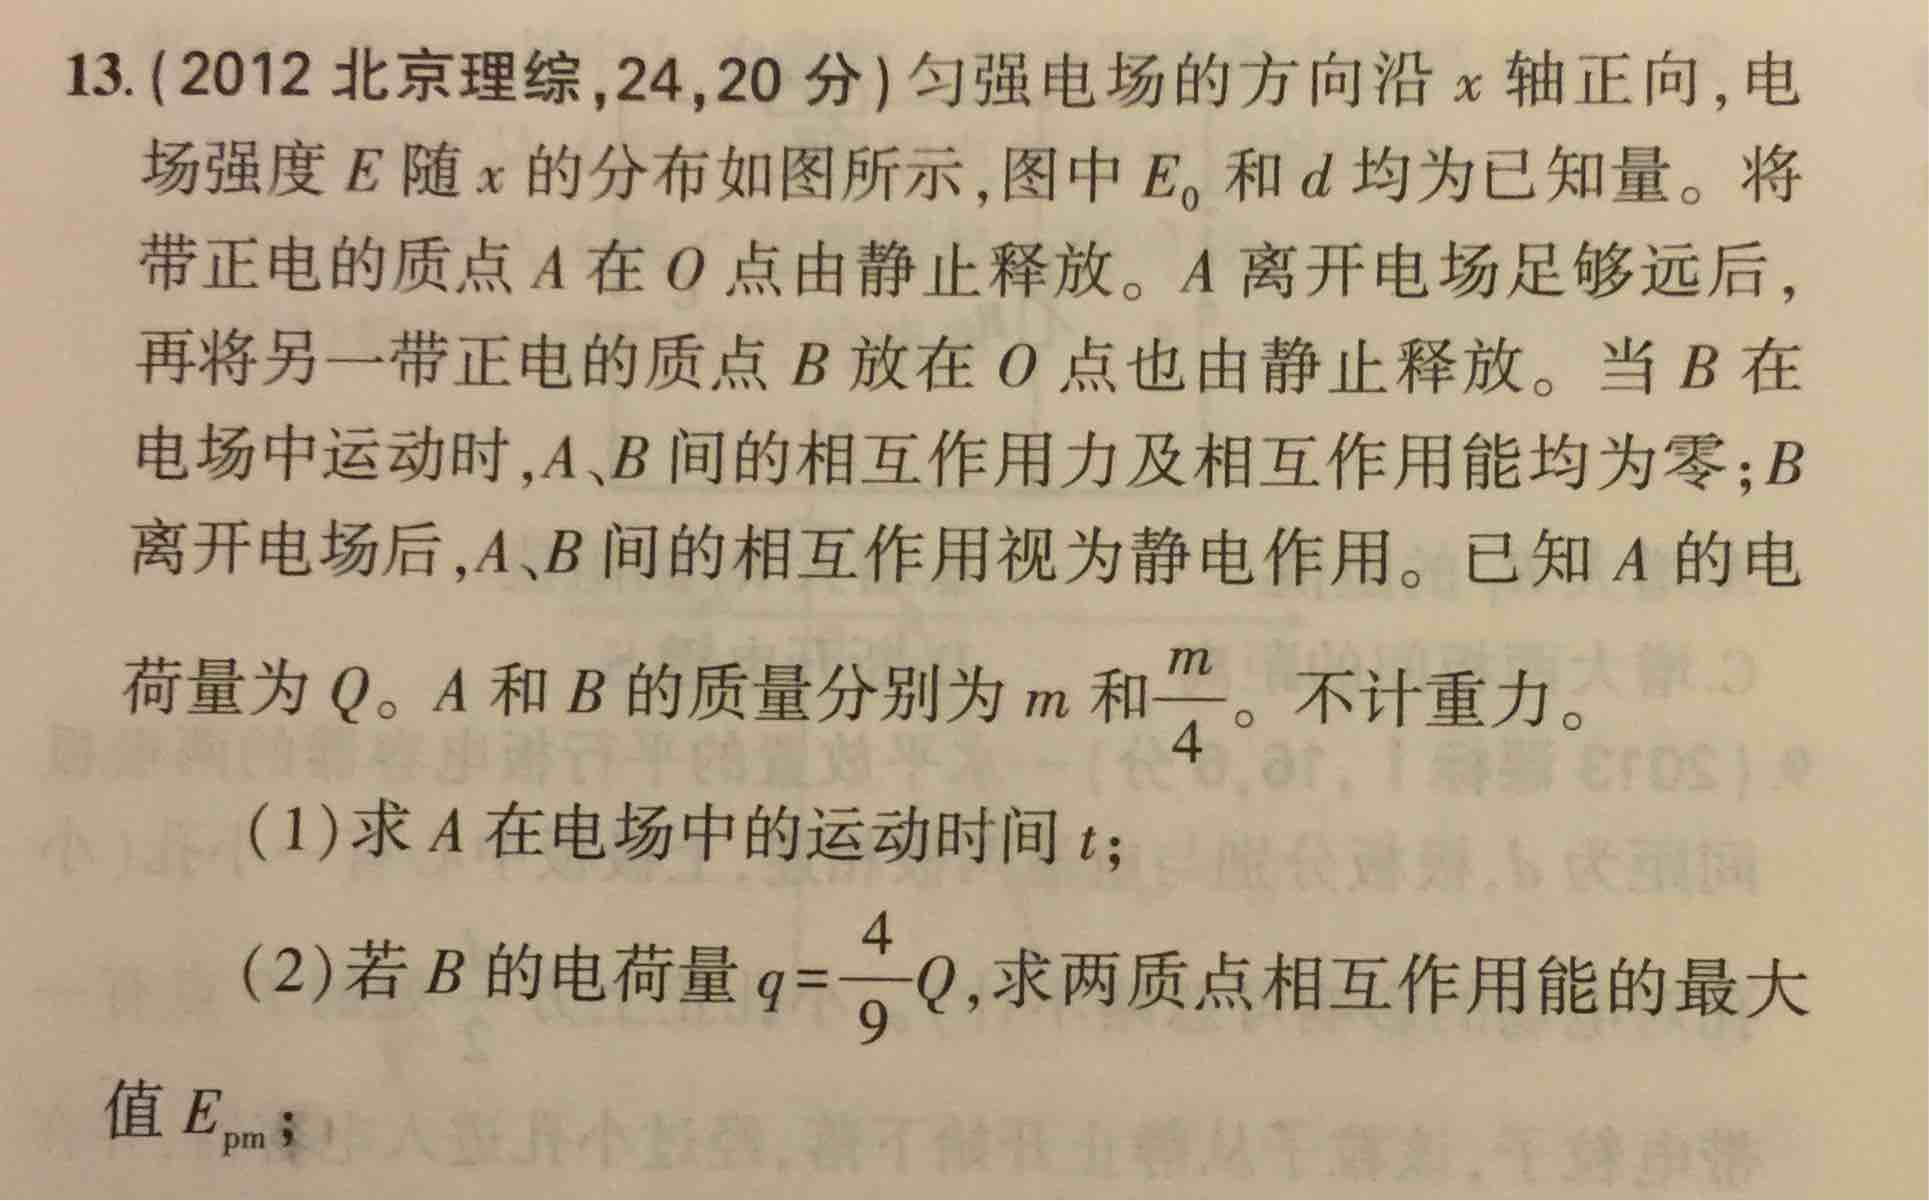 13.(2012 北京理综,24,20 分)匀强电场的方向沿 x 轴正向,电
场强度 E 随 x 的分布如图所示,图中 E₀ 和 d 均为已知量。将
带正电的质点 A 在 O 点由静止释放。A 离开电场足够远后,
再将另一带正电的质点 B 放在 O 点也由静止释放。当 B 在
电场中运动时,A、B 间的相互作用力及相互作用能均为零;B
离开电场后,A、B 间的相互作用视为静电作用。已知 A 的电
荷量为 Q。A 和 B 的质量分别为 m 和 m/4。不计重力。
(1)求 A 在电场中的运动时间 t;
(2)若 B 的电荷量 q=4/9 Q,求两质点相互作用能的最大
值 Epm;